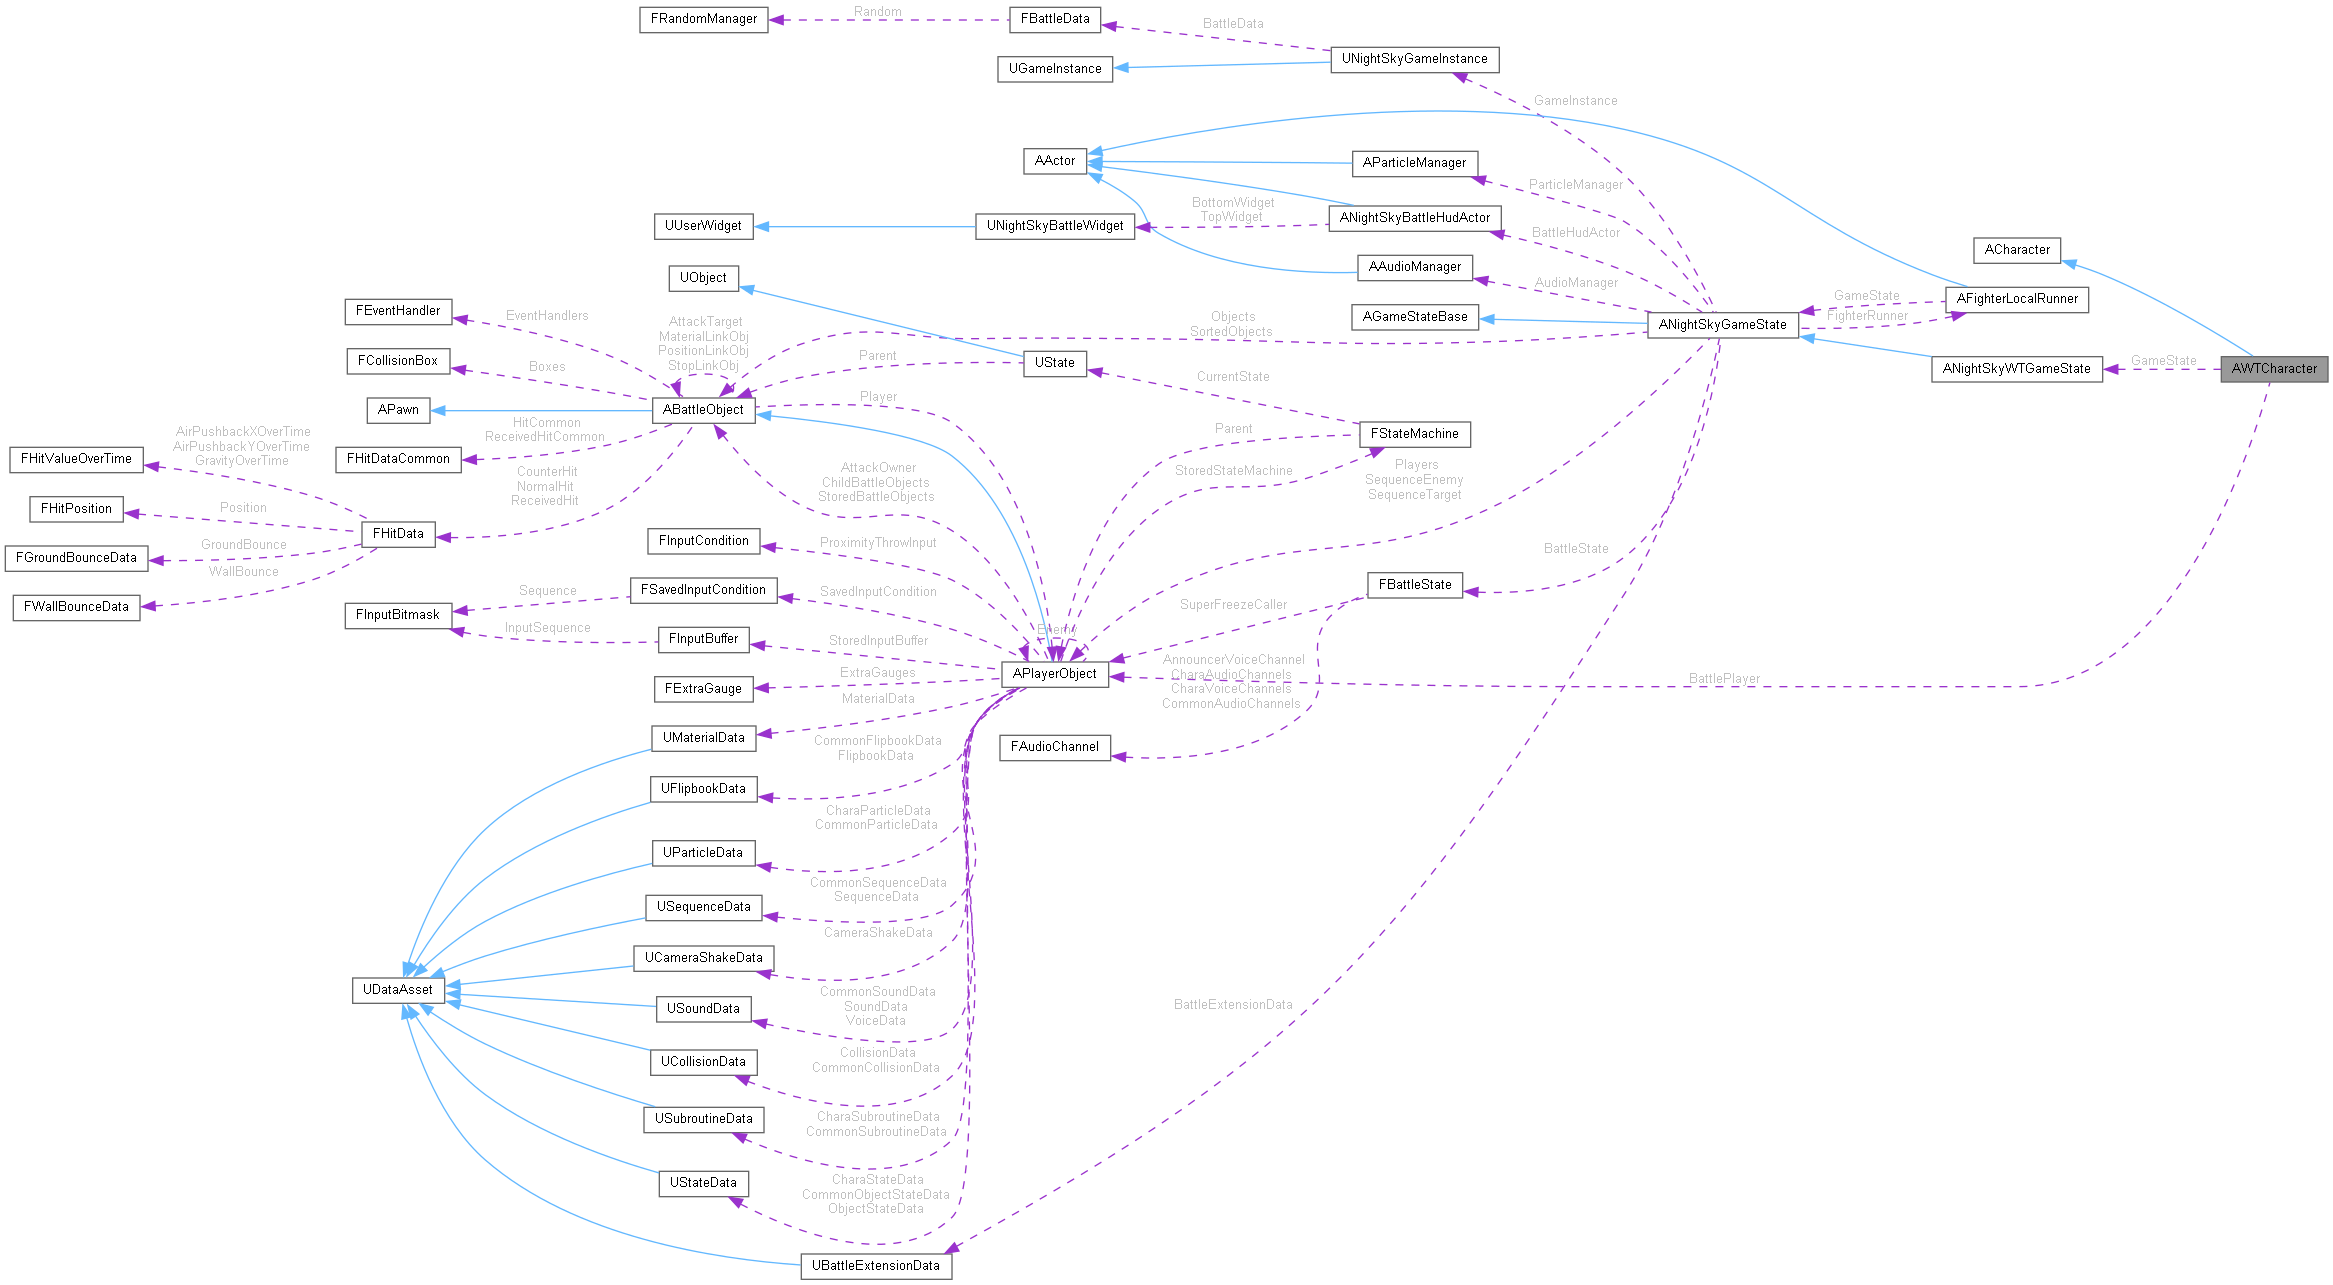 FRandomManager
Random
FBattleData
BattleData
UGameInstance
UNightSkyGameInstance
GameInstance
AActor
AParticleManager
ParticleManager
UUserWidget
UNightSkyBattleWidget
BottomWidget
TopWidget
ANightSkyBattleHudActor
BattleHudActor
ACharacter
UObject
AAudioManager
AudioManager
AGameStateBase
ANightSkyGameState
GameState
FighterRunner
AFighterLocalRunner
ANightSkyWTGameState
GameState
AWTCharacter
FEventHandler
EventHandlers
FCollisionBox
Boxes
AttackTarget
MaterialLinkObj
PositionLinkObj
StopLinkObj
Objects
SortedObjects
Parent
UState
CurrentState
APawn
ABattleObject
Player
FHitValueOverTime
AirPushbackXOverTime
AirPushbackYOverTime
GravityOverTime
FHitDataCommon
HitCommon
ReceivedHitCommon
Parent
FStateMachine
StoredStateMachine
Players
SequenceEnemy
SequenceTarget
AttackOwner
ChildBattleObjects
StoredBattleObjects
CounterHit
NormalHit
ReceivedHit
FHitPosition
Position
FHitData
FGroundBounceData
GroundBounce
FWallBounceData
WallBounce
FInputCondition
ProximityThrowInput
BattleState
FBattleState
FInputBitmask
Sequence
FSavedInputCondition
SavedInputCondition
SuperFreezeCaller
InputSequence
FInputBuffer
StoredInputBuffer
Enemy
FExtraGauge
ExtraGauges
APlayerObject
AnnouncerVoiceChannel
CharaAudioChannels
CharaVoiceChannels
CommonAudioChannels
BattlePlayer
UMaterialData
MaterialData
FAudioChannel
UFlipbookData
CommonFlipbookData
FlipbookData
UParticleData
CharaParticleData
CommonParticleData
USequenceData
CommonSequenceData
SequenceData
UCameraShakeData
CameraShakeData
UDataAsset
USoundData
CommonSoundData
SoundData
VoiceData
BattleExtensionData
UCollisionData
CollisionData
CommonCollisionData
USubroutineData
CharaSubroutineData
CommonSubroutineData
UStateData
CharaStateData
CommonObjectStateData
ObjectStateData
UBattleExtensionData